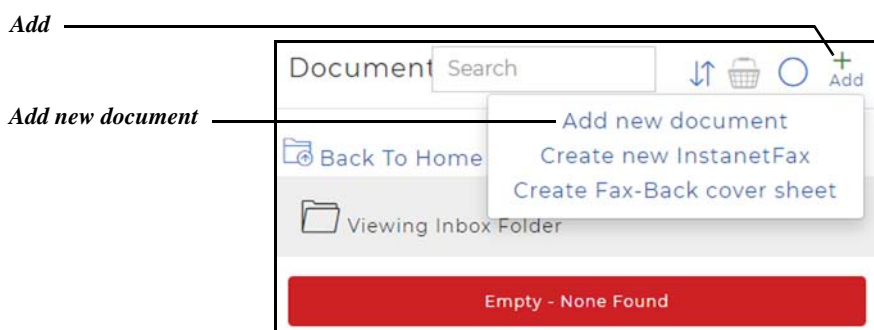 Add
Document Search Add
Add new document Add new document
Back To Home Create new InstanetFax
Create Fax-Back cover sheet
Viewing Inbox Folder
Empty - None Found